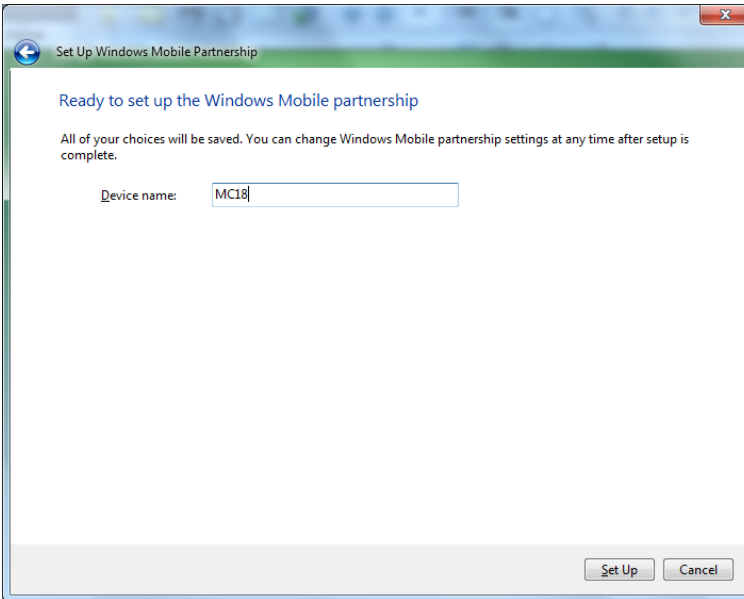 Set Up Windows Mobile Partnership
Ready to set up the Windows Mobile partnership
All of your choices will be saved. You can change Windows Mobile partnership settings at any time after setup is
complete.
Device name: MC18
Set Up Cancel